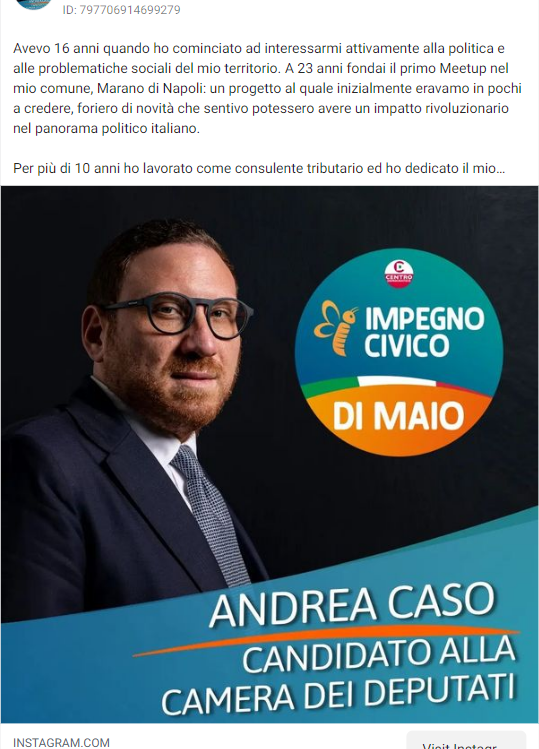 ID: 797706914699279
Avevo 16 anni quando ho cominciato ad interessarmi attivamente alla politica e
alle problematiche sociali del mio territorio. A 23 anni fondai il primo Meetup nel
mio comune, Marano di Napoli: un progetto al quale inizialmente eravamo in pochi
a credere, foriero di novità che sentivo potessero avere un impatto rivoluzionario
nel panorama politico italiano.
Per più di 10 anni ho lavorato come consulente tributario ed ho dedicato il mio...
CENTRO
IMPEGNO
CIVICO
DI MAIO
ANDREA CASO
CANDIDATO ALLA
CAMERA DEI DEPUTATI
INSTAGRAM.COM
Visit Instagr